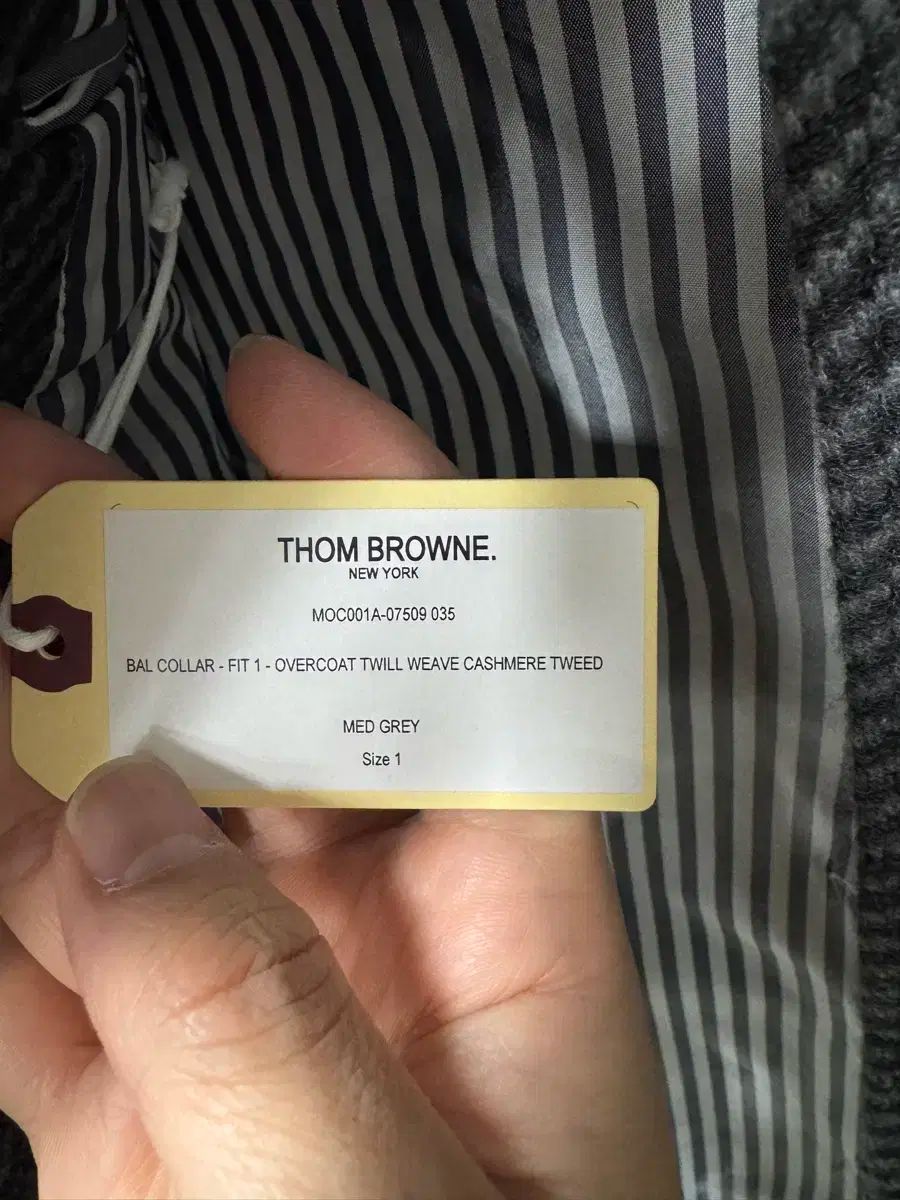 THOM BROWNE.
NEW YORK
MOC001A-07509 035
BAL COLLAR - FIT 1 - OVERCOAT TWILL WEAVE CASHMERE TWEED
MED GREY
Size 1